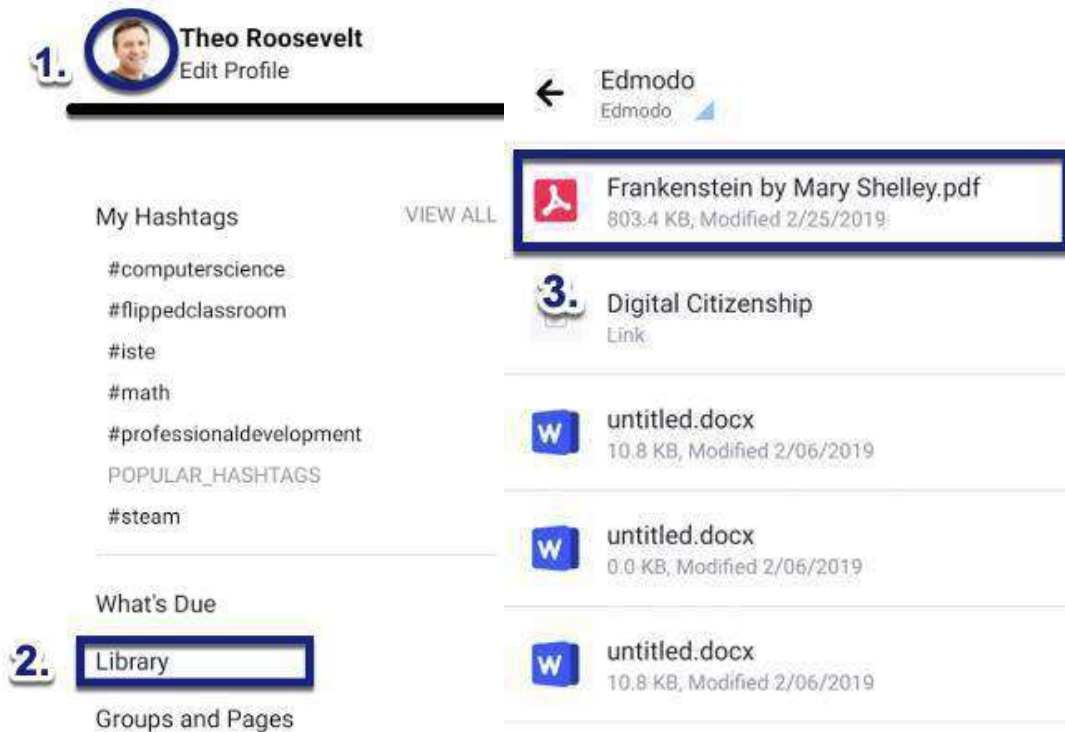 1.
Theo Roosevelt
Edit Profile
My Hashtags VIEW ALL
#computerscience
#flippedclassroom
#iste
#math
#professionaldevelopment
POPULAR_HASHTAGS
#steam
What's Due
2.
Library
Groups and Pages
Edmodo
Edmodo
Frankenstein by Mary Shelley.pdf
803.4 KB, Modified 2/25/2019
3.
Digital Citizenship
Link
W
untitled.docx
10.8 KB, Modified 2/06/2019
W
untitled.docx
0.0 KB, Modified 2/06/2019
W
untitled.docx
10.8 KB, Modified 2/06/2019